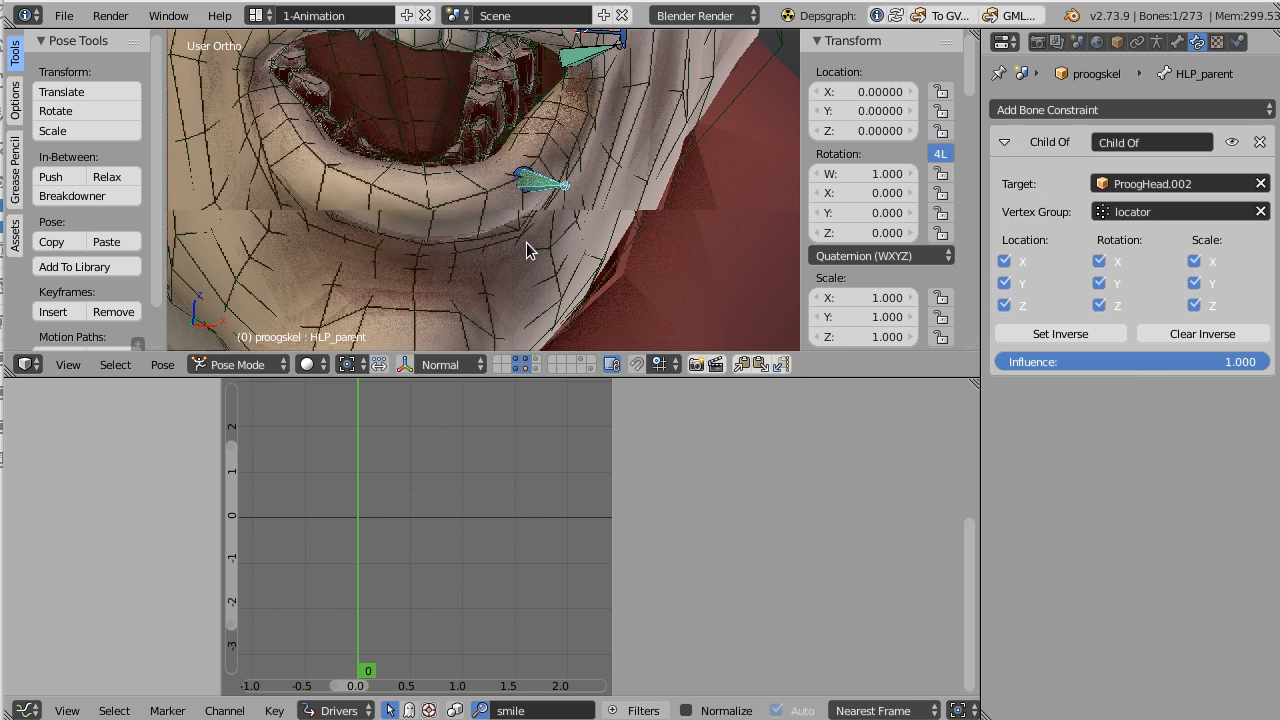 File Render Window Help 1-Animation Scene Blender Render Depsgraph: To GV... GML... v2.73.9 | Bones:1/273 | Mem:299.5
Tools
Options
Grease Pencil
Assets
Pose Tools
Transform:
Translate
Rotate
Scale
In-Between:
Push Relax
Breakdowner
Pose:
Copy Paste
Add To Library
Keyframes:
Insert Remove
Motion Paths:
User Ortho
z
x
(0) proogskel : HLP_parent
Transform
Location:
X: 0.00000
Y: 0.00000
Z: 0.00000
Rotation: 4L
W: 1.000
X: 0.000
Y: 0.000
Z: 0.000
Quaternion (WXYZ)
Scale:
X: 1.000
Y: 1.000
Z: 1.000
View Select Pose Pose Mode Normal
proogskel HLP_parent
Add Bone Constraint
Child Of Child Of
Target: ProogHead.002
Vertex Group: locator
Location: Rotation: Scale:
X X X
Y Y Y
Z Z Z
Set Inverse Clear Inverse
Influence: 1.000
2
1
0
-1
-2
-3
0
-1.0 -0.5 0.0 0.5 1.0 1.5 2.0
View Select Marker Channel Key Drivers smile Filters Normalize Auto Nearest Frame